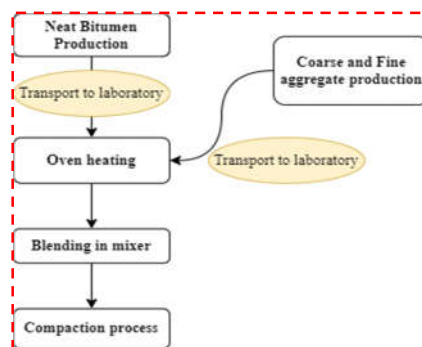 Neat Bitumen
Production
Coarse and Fine
aggregate production
Transport to laboratory
Oven heating
Transport to laboratory
Blending in mixer
Compaction process